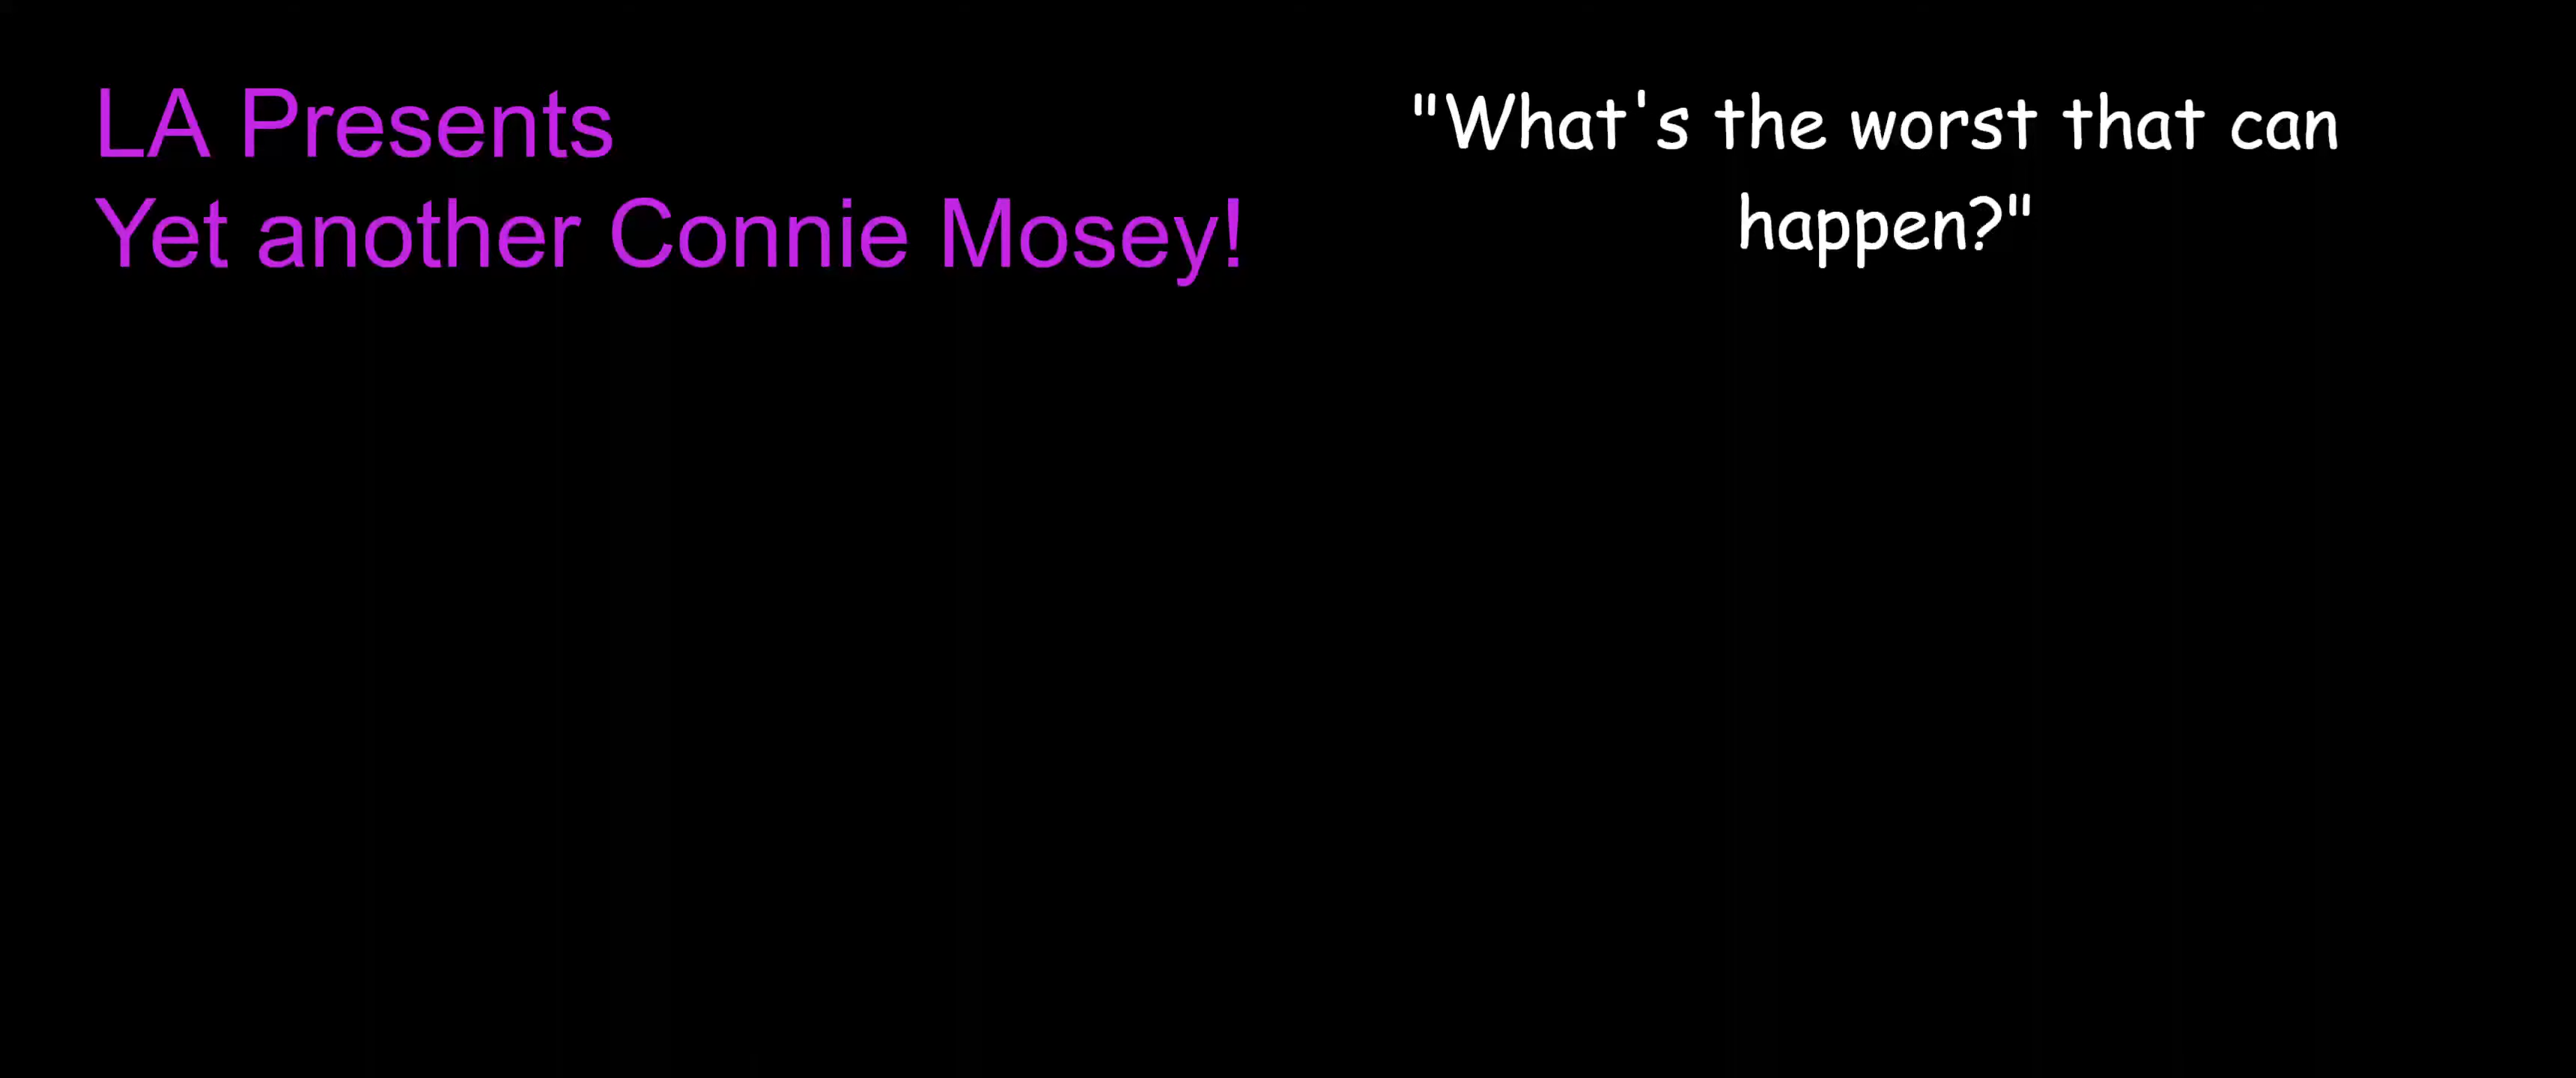 LA Presents
Yet another Connie Mosey!
"What's the worst that can
happen?"